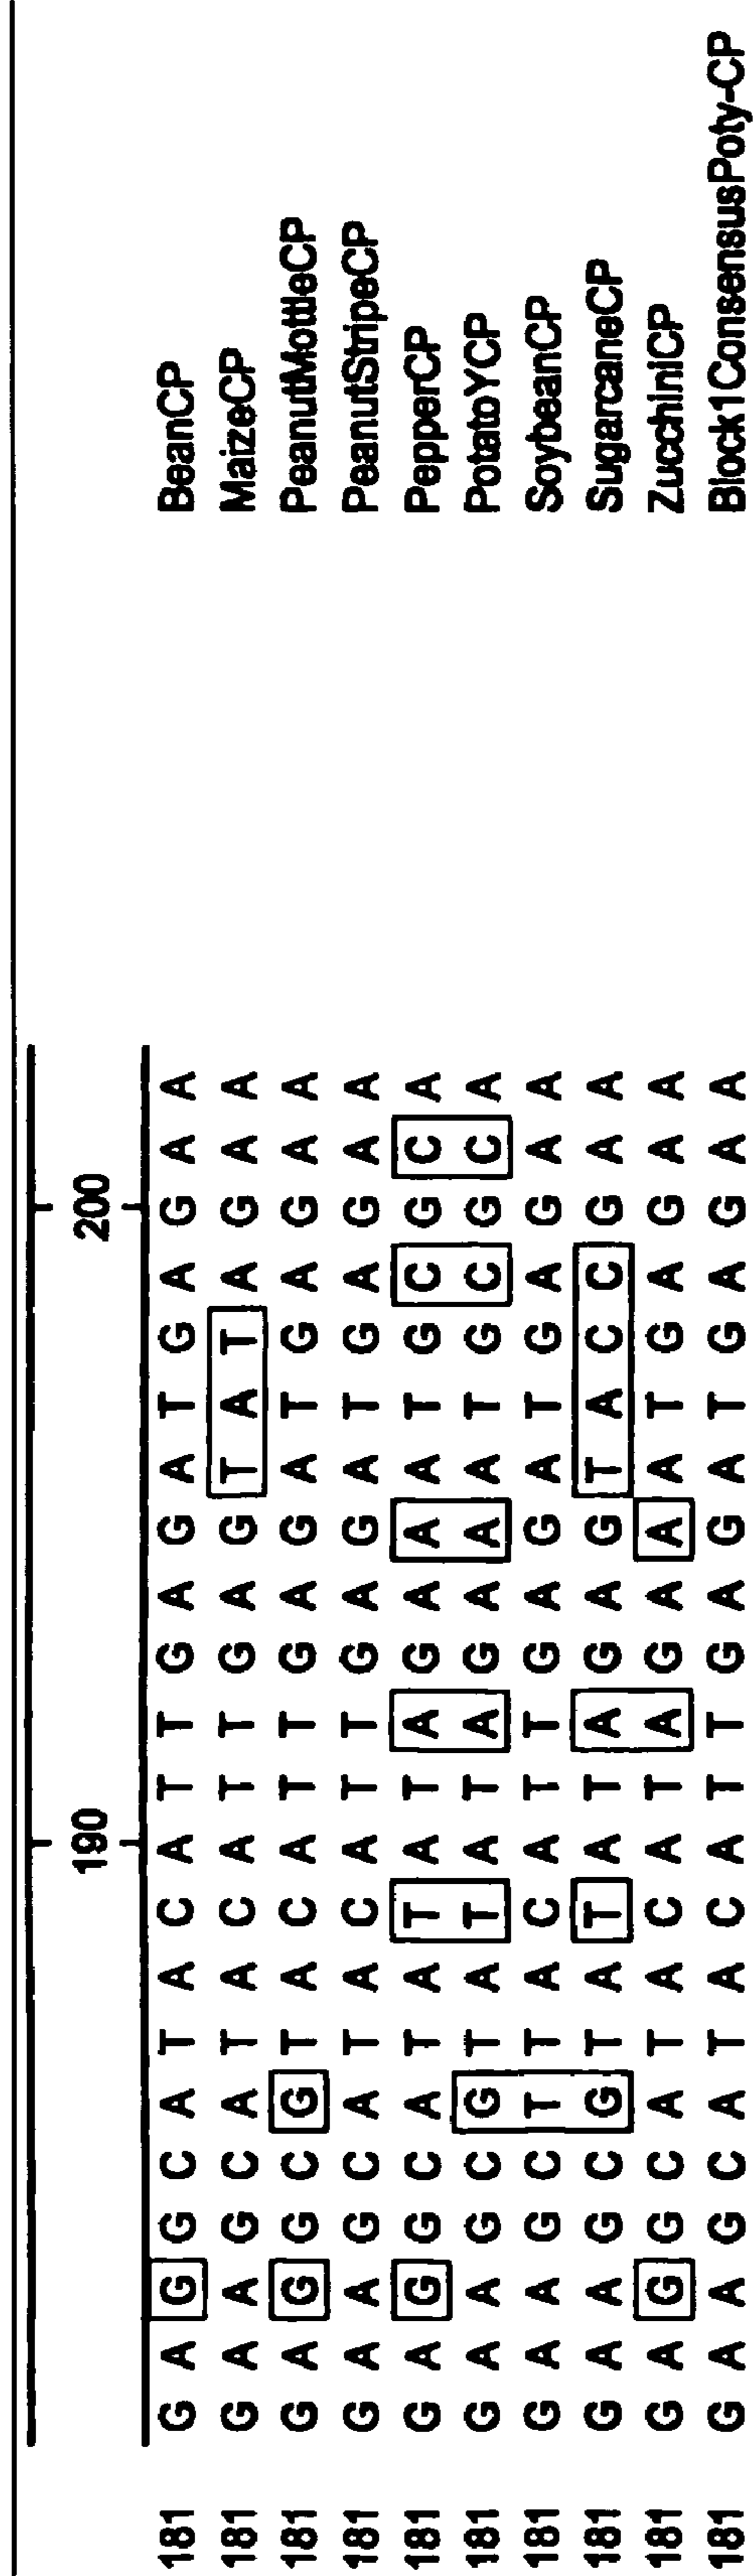 190 200
181 G A G G C A T A C A T T G A G A T G A G A A BeanCP
181 G A A G C A T A C A T T G A G T A T A G A A MaizeCP
181 G A G G C G T A C A T T G A G A T G A G A A PeanutMottleCP
181 G A A G C A T A C A T T G A G A T G A G A A PeanutStripeCP
181 G A G G C A T A T A T A G A A A T G C G C A PepperCP
181 G A A G C G T A T A T A G A A A T G C G C A PotatoYCP
181 G A A G C T T A C A T T G A G A T G A G A A SoybeanCP
181 G A A G C G T A T A T A G A G T A C C G A A SugarcaneCP
181 G A G G C A T A C A T A G A A A T G A G A A ZucchiniCP
181 G A A G C A T A C A T T G A G A T G A G A A Block1ConsensusPoty-CP